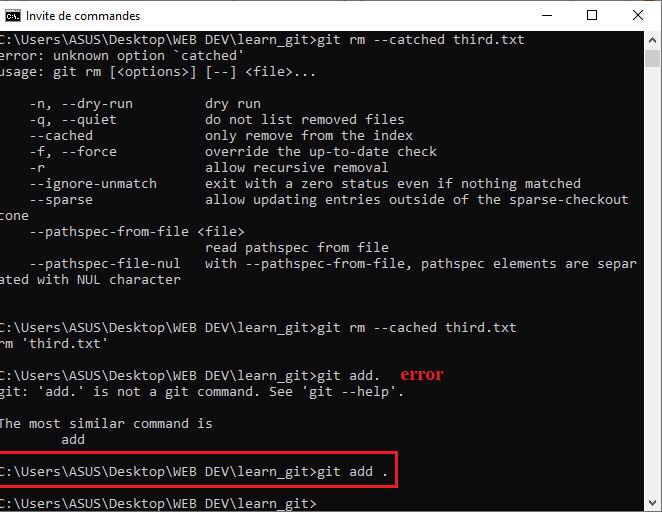 Invite de commandes
C:\Users\ASUS\Desktop\WEB DEV\learn_git>git rm --catched third.txt
error: unknown option `catched'
usage: git rm [<options>] [--] <file>...
-n, --dry-run dry run
-q, --quiet do not list removed files
--cached only remove from the index
-f, --force override the up-to-date check
-r allow recursive removal
--ignore-unmatch exit with a zero status even if nothing matched
--sparse allow updating entries outside of the sparse-checkout
cone
--pathspec-from-file <file>
read pathspec from file
--pathspec-file-nul with --pathspec-from-file, pathspec elements are separ
ated with NUL character
C:\Users\ASUS\Desktop\WEB DEV\learn_git>git rm --cached third.txt
rm 'third.txt'
C:\Users\ASUS\Desktop\WEB DEV\learn_git>git add. error
git: 'add.' is not a git command. See 'git --help'.
The most similar command is
add
C:\Users\ASUS\Desktop\WEB DEV\learn_git>git add .
C:\Users\ASUS\Desktop\WEB DEV\learn_git>